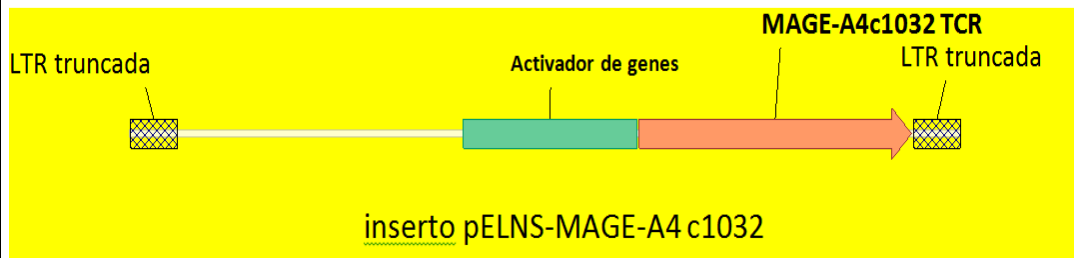 MAGE-A4c1032 TCR
LTR truncada
Activador de genes
LTR truncada
inserto pELNS-MAGE-A4 c1032